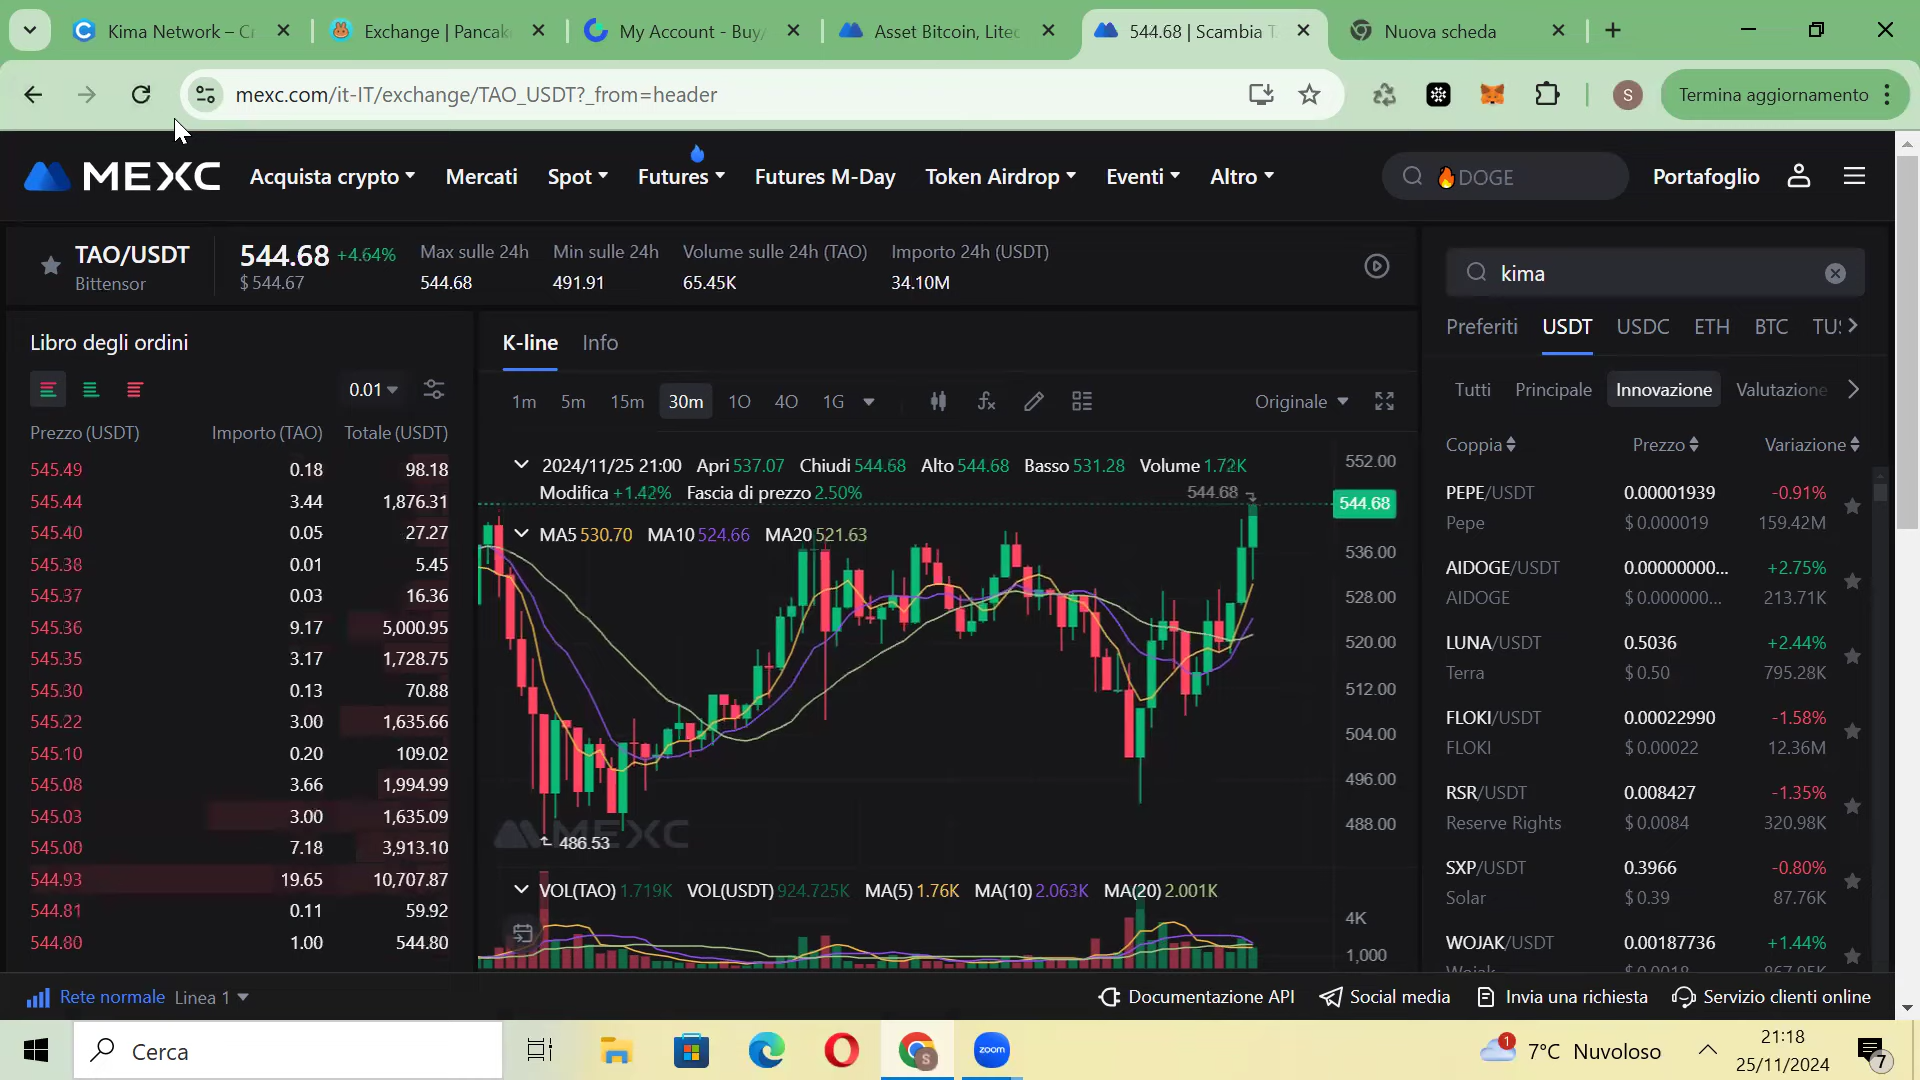 Kima Network – C
Exchange | Pancak
My Account - Buy/
Asset Bitcoin, Litec
544.68 | Scambia T
Nuova scheda
mexc.com/it-IT/exchange/TAO_USDT?_from=header
S
Termina aggiornamento
MEXC
Acquista crypto
Mercati
Spot
Futures
Futures M-Day
Token Airdrop
Eventi
Altro
DOGE
Portafoglio
TAO/USDT
Bittensor
544.68 +4.64%
$ 544.67
Max sulle 24h
544.68
Min sulle 24h
491.91
Volume sulle 24h (TAO)
65.45K
Importo 24h (USDT)
34.10M
Libro degli ordini
0.01
Prezzo (USDT) Importo (TAO) Totale (USDT)
545.49 0.18 98.18
545.44 3.44 1,876.31
545.40 0.05 27.27
545.38 0.01 5.45
545.37 0.03 16.36
545.36 9.17 5,000.95
545.35 3.17 1,728.75
545.30 0.13 70.88
545.22 3.00 1,635.66
545.10 0.20 109.02
545.08 3.66 1,994.99
545.03 3.00 1,635.09
545.00 7.18 3,913.10
544.93 19.65 10,707.87
544.81 0.11 59.92
544.80 1.00 544.80
K-line Info
1m 5m 15m 30m 1O 4O 1G
Originale
2024/11/25 21:00 Apri 537.07 Chiudi 544.68 Alto 544.68 Basso 531.28 Volume 1.72K
Modifica +1.42% Fascia di prezzo 2.50%
544.68
MA5 530.70 MA10 524.66 MA20 521.63
552.00
544.68
536.00
528.00
520.00
512.00
504.00
496.00
488.00
MEXC
486.53
VOL(TAO) 1.719K VOL(USDT) 924.725K MA(5) 1.76K MA(10) 2.063K MA(20) 2.001K
4K
1,000
kima
Preferiti USDT USDC ETH BTC
Tutti Principale Innovazione Valutazione
Coppia Prezzo Variazione
PEPE/USDT 0.00001939 -0.91%
Pepe $ 0.000019 159.42M
AIDOGE/USDT 0.00000000... +2.75%
AIDOGE $ 0.000000... 213.71K
LUNA/USDT 0.5036 +2.44%
Terra $ 0.50 795.28K
FLOKI/USDT 0.00022990 -1.58%
FLOKI $ 0.00022 12.36M
RSR/USDT 0.008427 -1.35%
Reserve Rights $ 0.0084 320.98K
SXP/USDT 0.3966 -0.80%
Solar $ 0.39 87.76K
WOJAK/USDT 0.00187736 +1.44%
Rete normale Linea 1
Documentazione API
Social media
Invia una richiesta
Servizio clienti online
Cerca
S
zoom
1
7°C Nuvoloso
21:18
25/11/2024
7